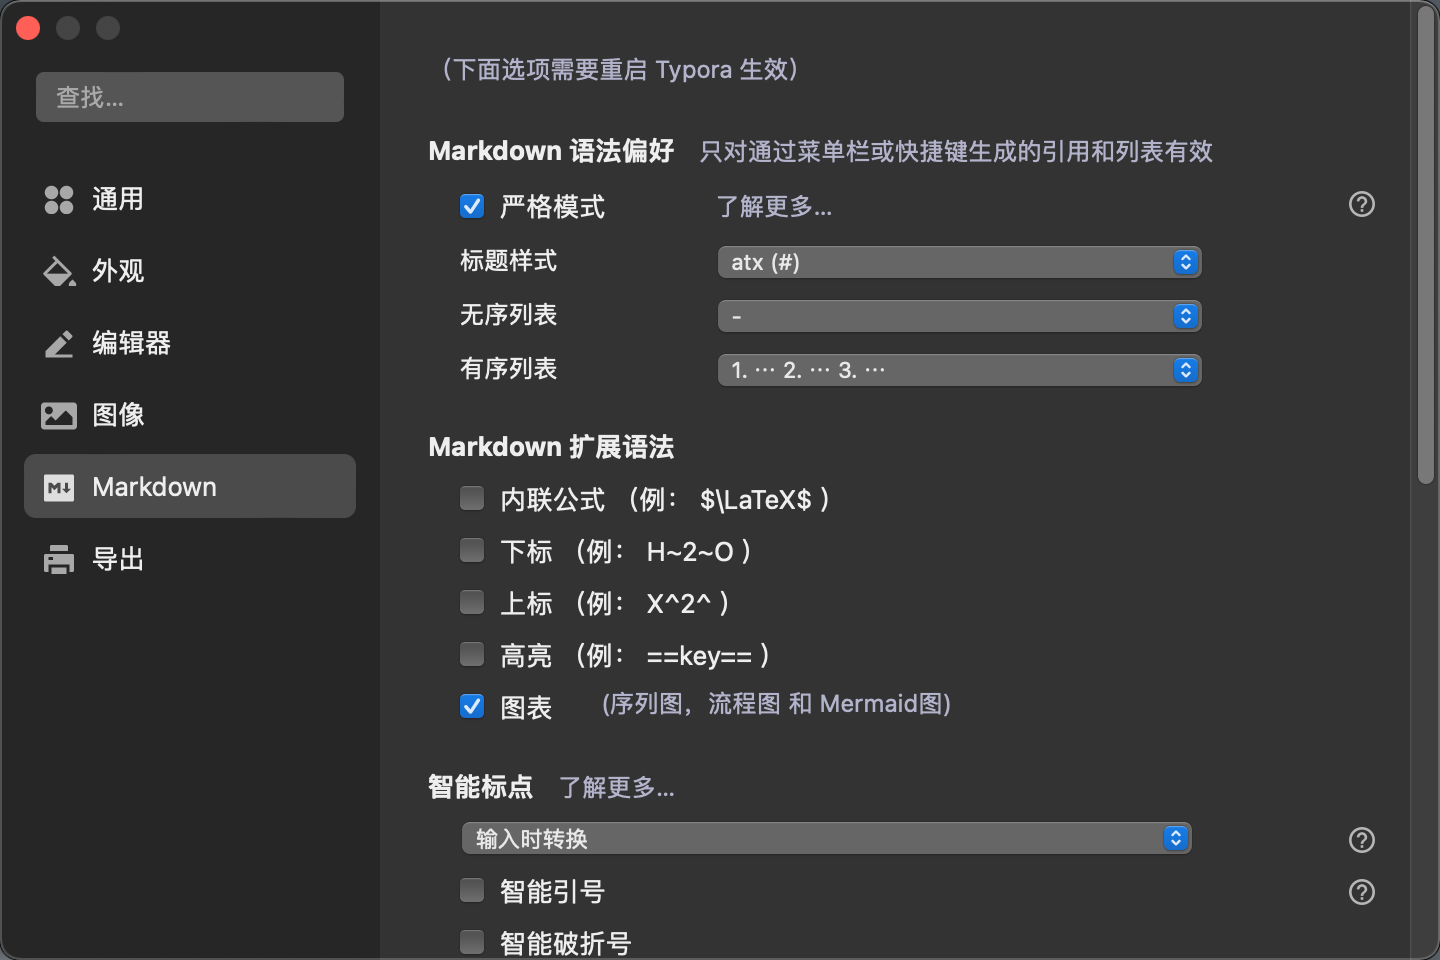 查找...
通用
外观
编辑器
图像
Markdown
导出
（下面选项需要重启 Typora 生效）
Markdown 语法偏好 只对通过菜单栏或快捷键生成的引用和列表有效
严格模式 了解更多...
标题样式 atx (#)
无序列表 -
有序列表 1. ··· 2. ··· 3. ···
Markdown 扩展语法
内联公式 （例： $\LaTeX$ ）
下标 （例： H~2~O ）
上标 （例： X^2^ ）
高亮 （例： ==key== ）
图表 (序列图，流程图 和 Mermaid图)
智能标点 了解更多...
输入时转换
智能引号
智能破折号